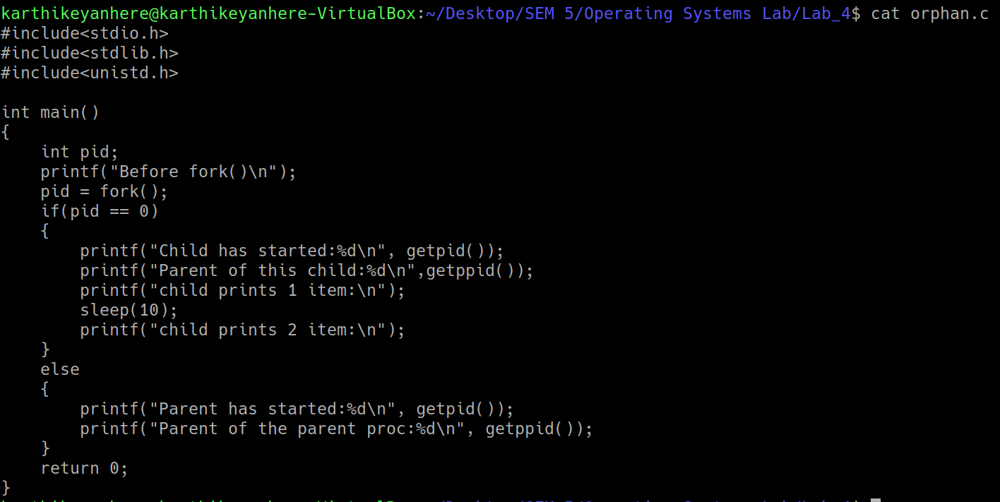 karthikeyanhere@karthikeyanhere-VirtualBox:~/Desktop/SEM 5/Operating Systems Lab/Lab_4$ cat orphan.c
#include<stdio.h>
#include<stdlib.h>
#include<unistd.h>

int main()
{
    int pid;
    printf("Before fork()\n");
    pid = fork();
    if(pid == 0)
    {
        printf("Child has started:%d\n", getpid());
        printf("Parent of this child:%d\n",getppid());
        printf("child prints 1 item:\n");
        sleep(10);
        printf("child prints 2 item:\n");
    }
    else
    {
        printf("Parent has started:%d\n", getpid());
        printf("Parent of the parent proc:%d\n", getppid());
    }
    return 0;
}